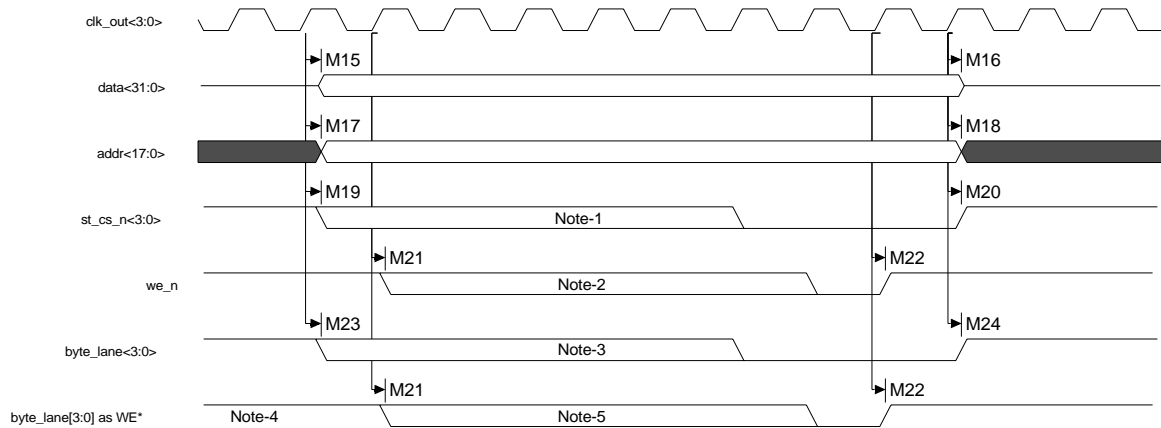 clk_out<3:0>
M15 M16
data<31:0>
M17 M18
addr<17:0>
M19 M20
st_cs_n<3:0> Note-1
M21 M22
we_n Note-2
M23 M24
byte_lane<3:0> Note-3
M21 M22
byte_lane[3:0] as WE* Note-4 Note-5